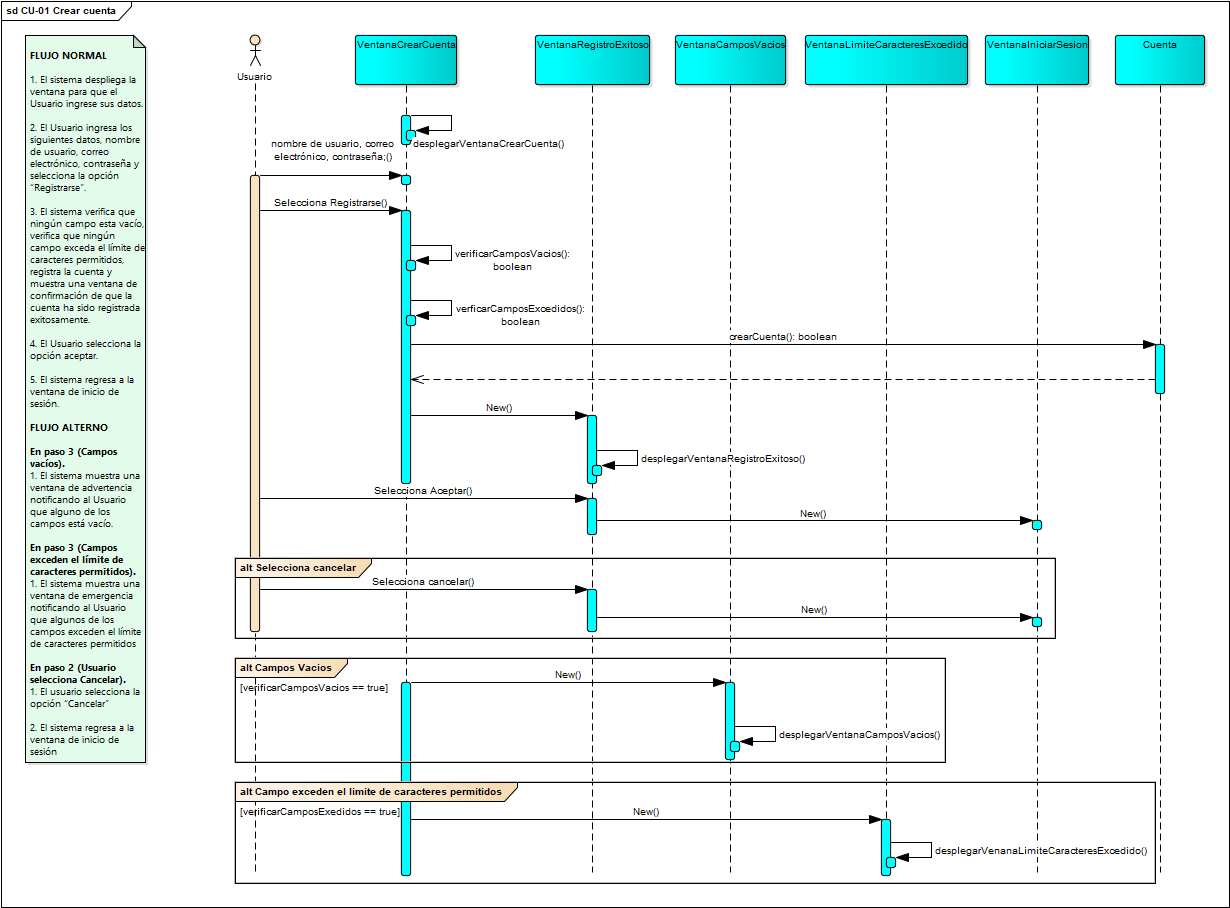 sd CU-01 Crear cuenta
FLUJO NORMAL
1. El sistema despliega la
ventana para que el
Usuario ingrese sus datos.
2. El Usuario ingresa los
siguientes datos, nombre
de usuario, correo
electrónico, contraseña y
selecciona la opción
“Registrarse”.
3. El sistema verifica que
ningún campo esta vacío,
verifica que ningún
campo exceda el límite de
caracteres permitidos,
registra la cuenta y
muestra una ventana de
confirmación de que la
cuenta ha sido registrada
exitosamente.
4. El Usuario selecciona la
opción aceptar.
5. El sistema regresa a la
ventana de inicio de
sesión.
FLUJO ALTERNO
En paso 3 (Campos
vacíos).
1. El sistema muestra una
ventana de advertencia
notificando al Usuario
que alguno de los
campos está vacío.
En paso 3 (Campos
exceden el límite de
caracteres permitidos).
1. El sistema muestra una
ventana de emergencia
notificando al Usuario
que algunos de los
campos exceden el límite
de caracteres permitidos
En paso 2 (Usuario
selecciona Cancelar).
1. El usuario selecciona la
opción “Cancelar”
2. El sistema regresa a la
ventana de inicio de
sesión
Usuario
VentanaCrearCuenta
VentanaRegistroExitoso
VentanaCamposVacios
VentanaLimiteCaracteresExcedido
VentanaIniciarSesion
Cuenta
desplegarVentanaCrearCuenta()
nombre de usuario, correo
electrónico, contraseña;()
Selecciona Registrarse()
verificarCamposVacios():
boolean
verficarCamposExcedidos():
boolean
crearCuenta(): boolean
New()
desplegarVentanaRegistroExitoso()
Selecciona Aceptar()
New()
alt Selecciona cancelar
Selecciona cancelar()
New()
alt Campos Vacios
[verificarCamposVacios == true]
New()
desplegarVentanaCamposVacios()
alt Campo exceden el limite de caracteres permitidos
[verificarCamposExedidos == true]
New()
desplegarVenanaLimiteCaracteresExcedo()